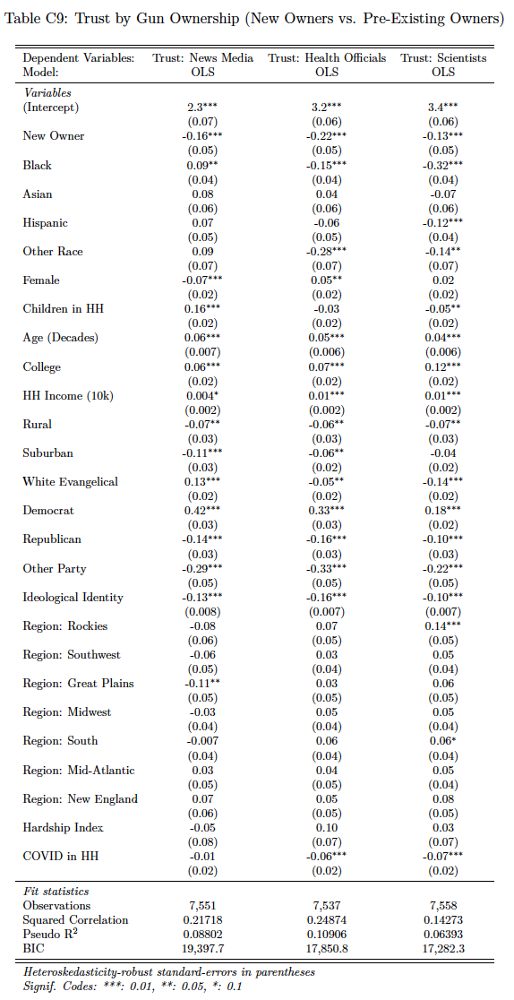 Table C9: Trust by Gun Ownership (New Owners vs. Pre-Existing Owners)
Dependent Variables: Trust: News Media Trust: Health Officials Trust: Scientists
Model: OLS OLS OLS
Variables
(Intercept) 2.3*** 3.2*** 3.4***
(0.07) (0.06) (0.06)
New Owner -0.16*** -0.22*** -0.13***
(0.05) (0.05) (0.05)
Black 0.09** -0.15*** -0.32***
(0.04) (0.04) (0.04)
Asian 0.08 0.04 -0.07
(0.06) (0.06) (0.06)
Hispanic 0.07 -0.06 -0.12***
(0.05) (0.05) (0.04)
Other Race 0.09 -0.28*** -0.14**
(0.07) (0.07) (0.07)
Female -0.07*** 0.05** 0.02
(0.02) (0.02) (0.02)
Children in HH 0.16*** -0.03 -0.05**
(0.02) (0.02) (0.02)
Age (Decades) 0.06*** 0.05*** 0.04***
(0.007) (0.006) (0.006)
College 0.06*** 0.07*** 0.12***
(0.02) (0.02) (0.02)
HH Income (10k) 0.004* 0.01*** 0.01***
(0.002) (0.002) (0.002)
Rural -0.07** -0.06** -0.07**
(0.03) (0.03) (0.03)
Suburban -0.11*** -0.06** -0.04
(0.03) (0.02) (0.02)
White Evangelical 0.13*** -0.05** -0.14***
(0.02) (0.02) (0.02)
Democrat 0.42*** 0.33*** 0.18***
(0.03) (0.03) (0.02)
Republican -0.14*** -0.16*** -0.10***
(0.03) (0.03) (0.03)
Other Party -0.29*** -0.33*** -0.22***
(0.05) (0.05) (0.05)
Ideological Identity -0.13*** -0.16*** -0.10***
(0.008) (0.007) (0.007)
Region: Rockies -0.08 0.07 0.14***
(0.06) (0.05) (0.05)
Region: Southwest -0.06 0.03 0.05
(0.05) (0.04) (0.04)
Region: Great Plains -0.11** 0.03 0.06
(0.05) (0.05) (0.05)
Region: Midwest -0.03 0.05 0.05
(0.04) (0.04) (0.04)
Region: South -0.007 0.06 0.06*
(0.04) (0.04) (0.04)
Region: Mid-Atlantic 0.03 0.04 0.05
(0.05) (0.05) (0.04)
Region: New England 0.07 0.05 0.08
(0.06) (0.05) (0.05)
Hardship Index -0.05 0.10 0.03
(0.08) (0.07) (0.07)
COVID in HH -0.01 -0.06*** -0.07***
(0.02) (0.02) (0.02)
Fit statistics
Observations 7,551 7,537 7,558
Squared Correlation 0.21718 0.24874 0.14273
Pseudo R² 0.08802 0.10906 0.06393
BIC 19,397.7 17,850.8 17,282.3
Heteroskedasticity-robust standard-errors in parentheses
Signif. Codes: ***: 0.01, **: 0.05, *: 0.1